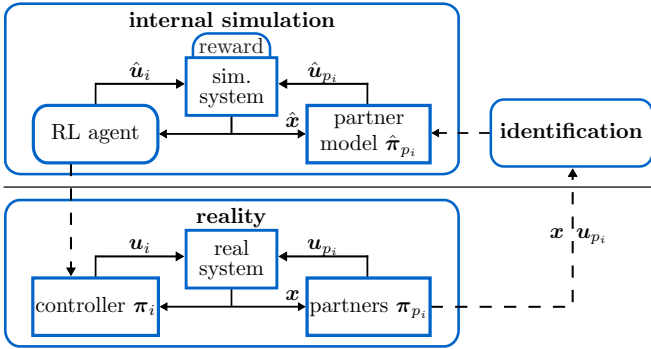 internal simulation
reward
û_i
û_{p_i}
sim.
system
RL agent
x̂
partner
model π̂_{p_i}
identification
reality
u_i
u_{p_i}
real
system
x u_{p_i}
controller π_i
x
partners π_{p_i}